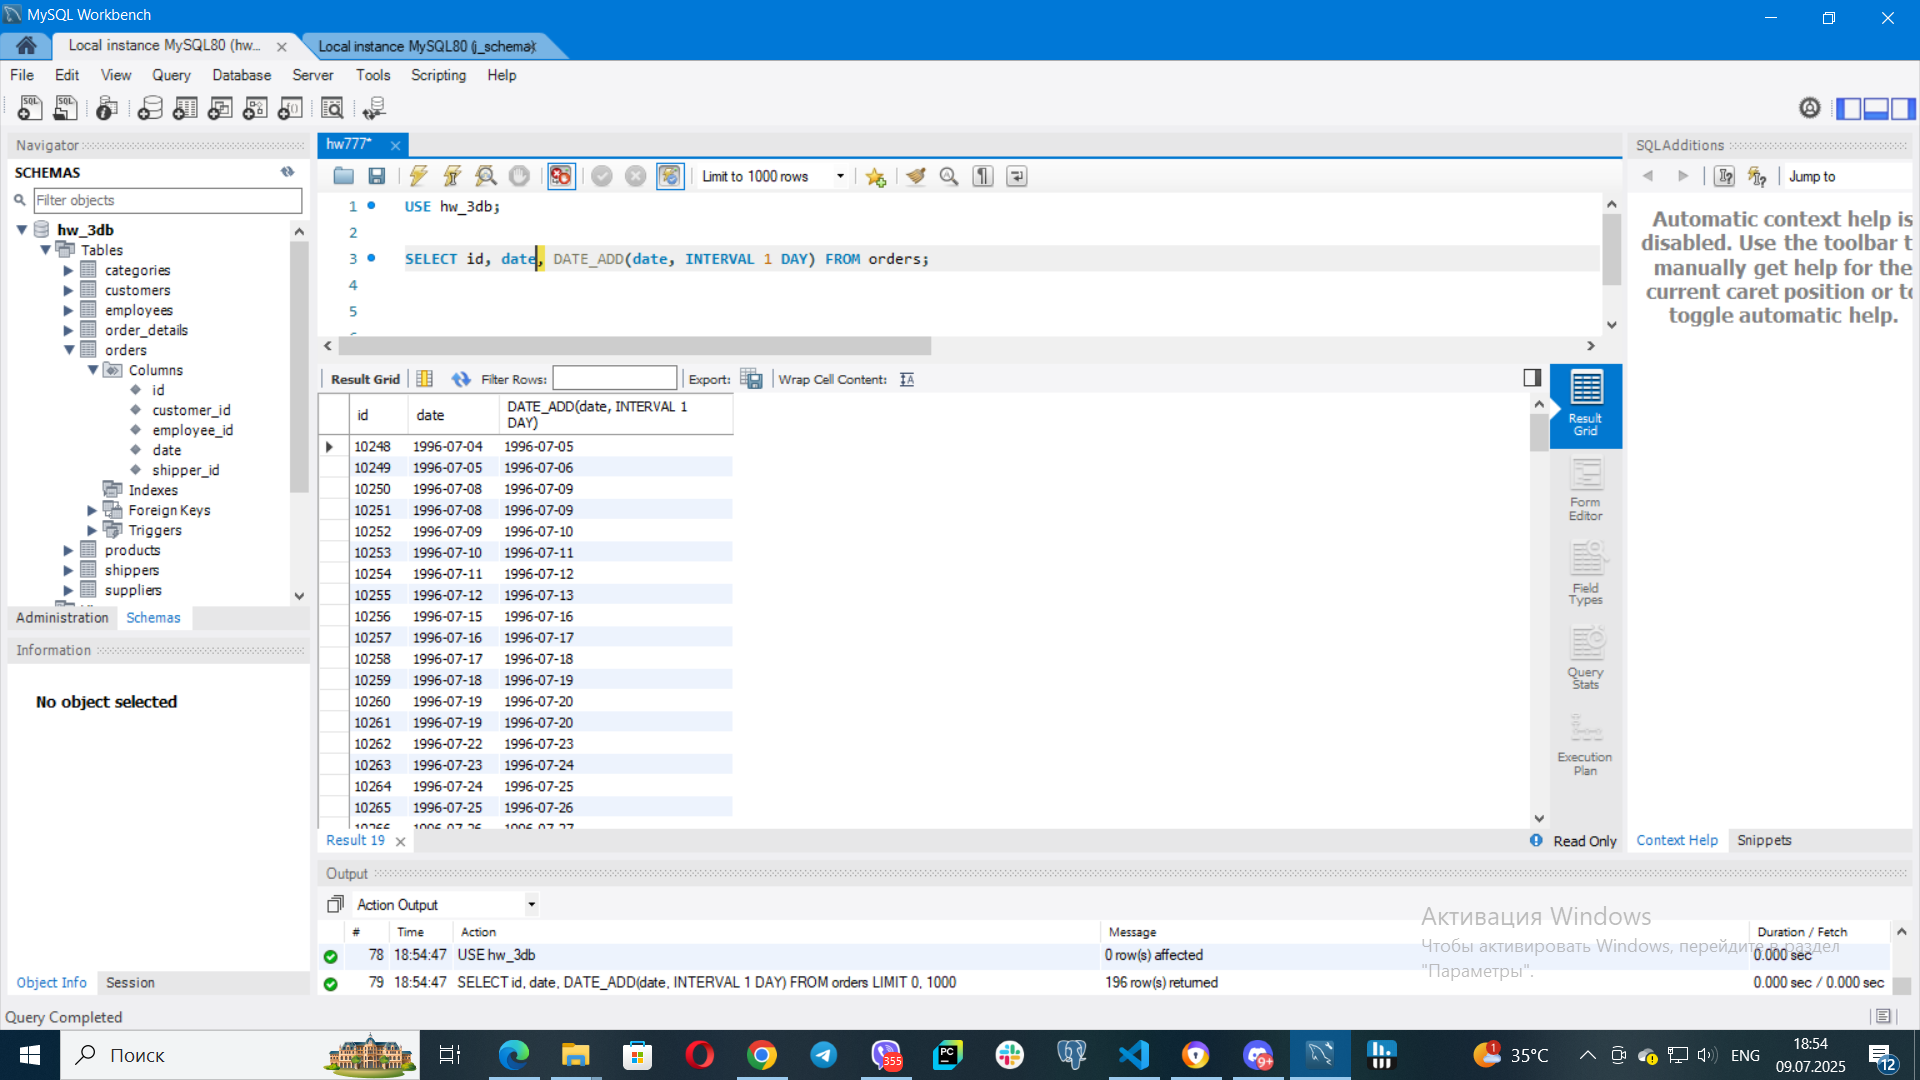 MySQL Workbench
Local instance MySQL80 (hw... ×
Local instance MySQL80 (j_schema)
File Edit View Query Database Server Tools Scripting Help
Navigator
SCHEMAS
Filter objects
hw_3db
Tables
categories
customers
employees
order_details
orders
Columns
id
customer_id
employee_id
date
shipper_id
Indexes
Foreign Keys
Triggers
products
shippers
suppliers
Administration Schemas
Information
No object selected
Object Info Session
hw777*
Limit to 1000 rows
1 USE hw_3db;
2
3 SELECT id, date, DATE_ADD(date, INTERVAL 1 DAY) FROM orders;
4
5
Result Grid Filter Rows: Export: Wrap Cell Content:
id date DATE_ADD(date, INTERVAL 1 DAY)
10248 1996-07-04 1996-07-05
10249 1996-07-05 1996-07-06
10250 1996-07-08 1996-07-09
10251 1996-07-08 1996-07-09
10252 1996-07-09 1996-07-10
10253 1996-07-10 1996-07-11
10254 1996-07-11 1996-07-12
10255 1996-07-12 1996-07-13
10256 1996-07-15 1996-07-16
10257 1996-07-16 1996-07-17
10258 1996-07-17 1996-07-18
10259 1996-07-18 1996-07-19
10260 1996-07-19 1996-07-20
10261 1996-07-19 1996-07-20
10262 1996-07-22 1996-07-23
10263 1996-07-23 1996-07-24
10264 1996-07-24 1996-07-25
10265 1996-07-25 1996-07-26
10266 1996-07-26 1996-07-27
Result Grid
Form Editor
Field Types
Query Stats
Execution Plan
Result 19
Read Only
SQLAdditions
Jump to
Automatic context help is
disabled. Use the toolbar t
manually get help for the
current caret position or to
toggle automatic help.
Context Help Snippets
Output
Action Output
# Time Action Message Duration / Fetch
78 18:54:47 USE hw_3db 0 row(s) affected 0.000 sec
79 18:54:47 SELECT id, date, DATE_ADD(date, INTERVAL 1 DAY) FROM orders LIMIT 0, 1000 196 row(s) returned 0.000 sec / 0.000 sec
Активация Windows
Чтобы активировать Windows, перейдите в раздел
"Параметры".
Query Completed
Поиск
355
PC
9+
1
35°C
ENG
18:54
09.07.2025
12